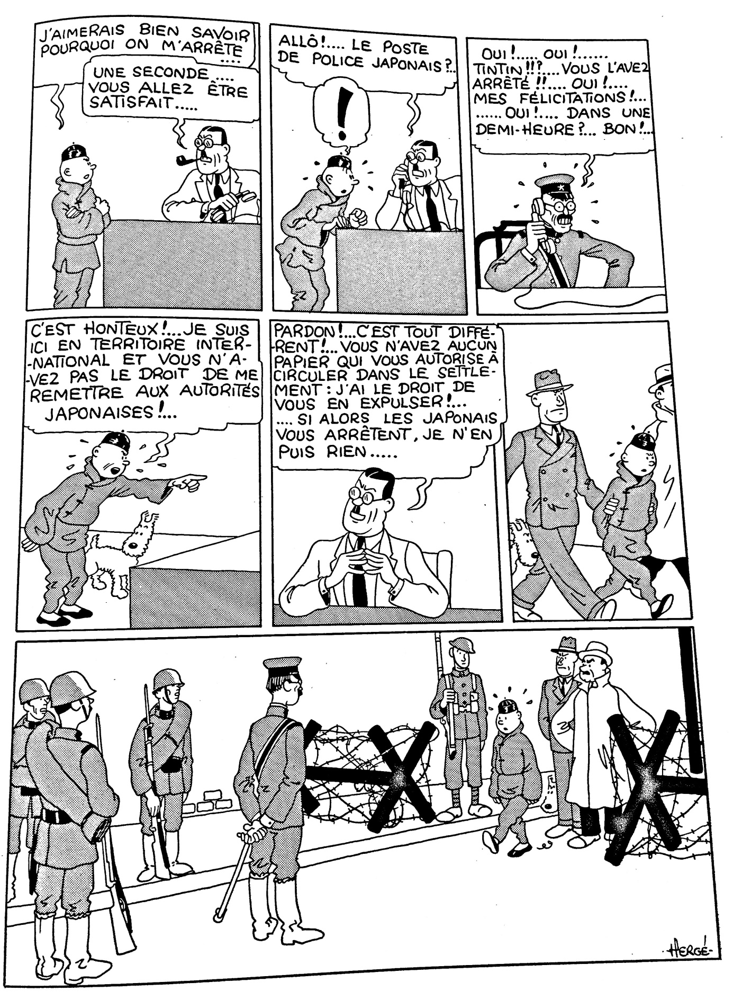 J'AIMERAIS BIEN SAVOIR
POURQUOI ON M'ARRÊTE
....
UNE SECONDE....
VOUS ALLEZ ÊTRE
SATISFAIT.....
ALLÔ!.... LE POSTE
DE POLICE JAPONAIS?..
!
OUI!..... OUI!......
TINTIN!!?....VOUS L'AVEZ
ARRÊTÉ!!.... OUI!....
MES FÉLICITATIONS!...
......OUI!.... DANS UNE
DEMI-HEURE?... BON!...
C'EST HONTEUX!...JE SUIS
ICI EN TERRITOIRE INTER-
-NATIONAL ET VOUS N'A-
-VEZ PAS LE DROIT DE ME
REMETTRE AUX AUTORITÉS
JAPONAISES!...
PARDON!...C'EST TOUT DIFFÉ-
-RENT!...VOUS N'AVEZ AUCUN
PAPIER QUI VOUS AUTORISE À
CIRCULER DANS LE SETTLE-
MENT: J'AI LE DROIT DE
VOUS EN EXPULSER!...
....SI ALORS LES JAPONAIS
VOUS ARRÊTENT, JE N'EN
PUIS RIEN.....
-HERGÉ-